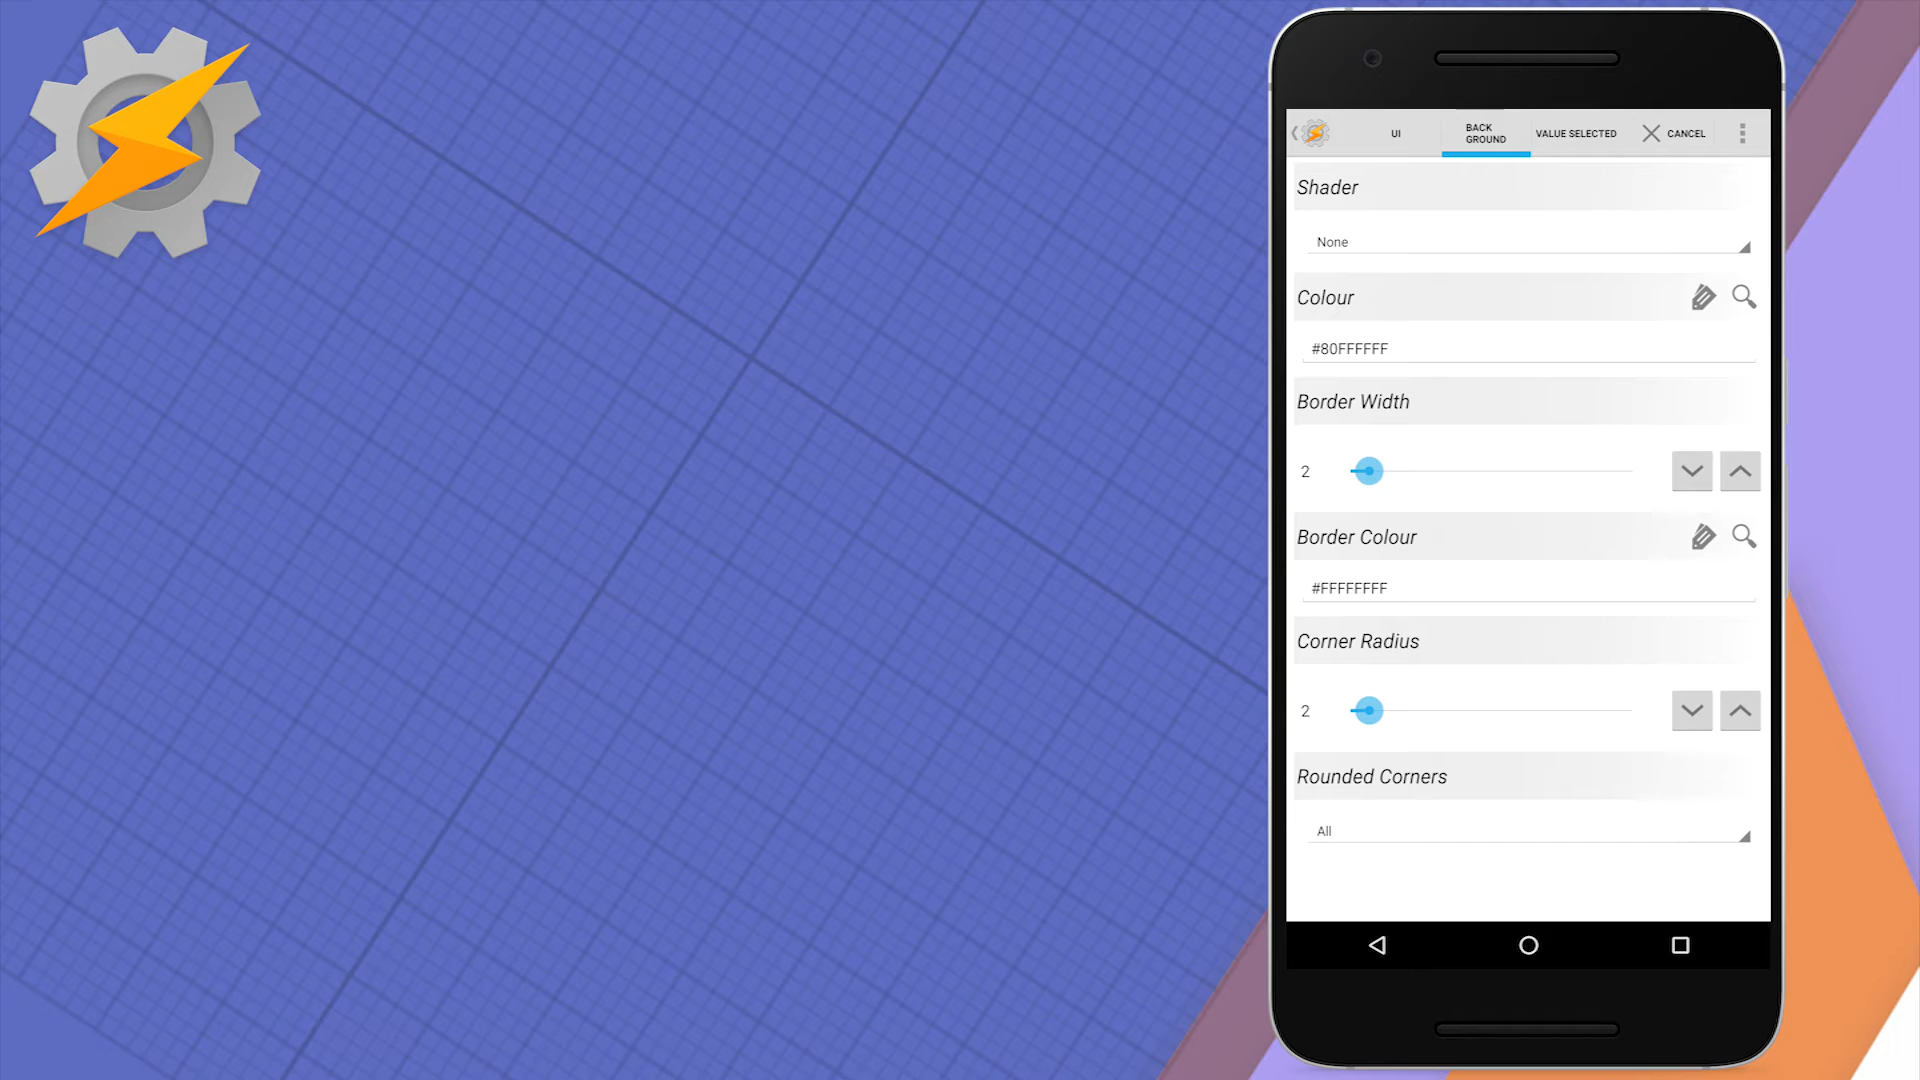 UI
BACK
GROUND
VALUE SELECTED
CANCEL
Shader
None
Colour
#80FFFFFF
Border Width
2
Border Colour
#FFFFFFFF
Corner Radius
2
Rounded Corners
All